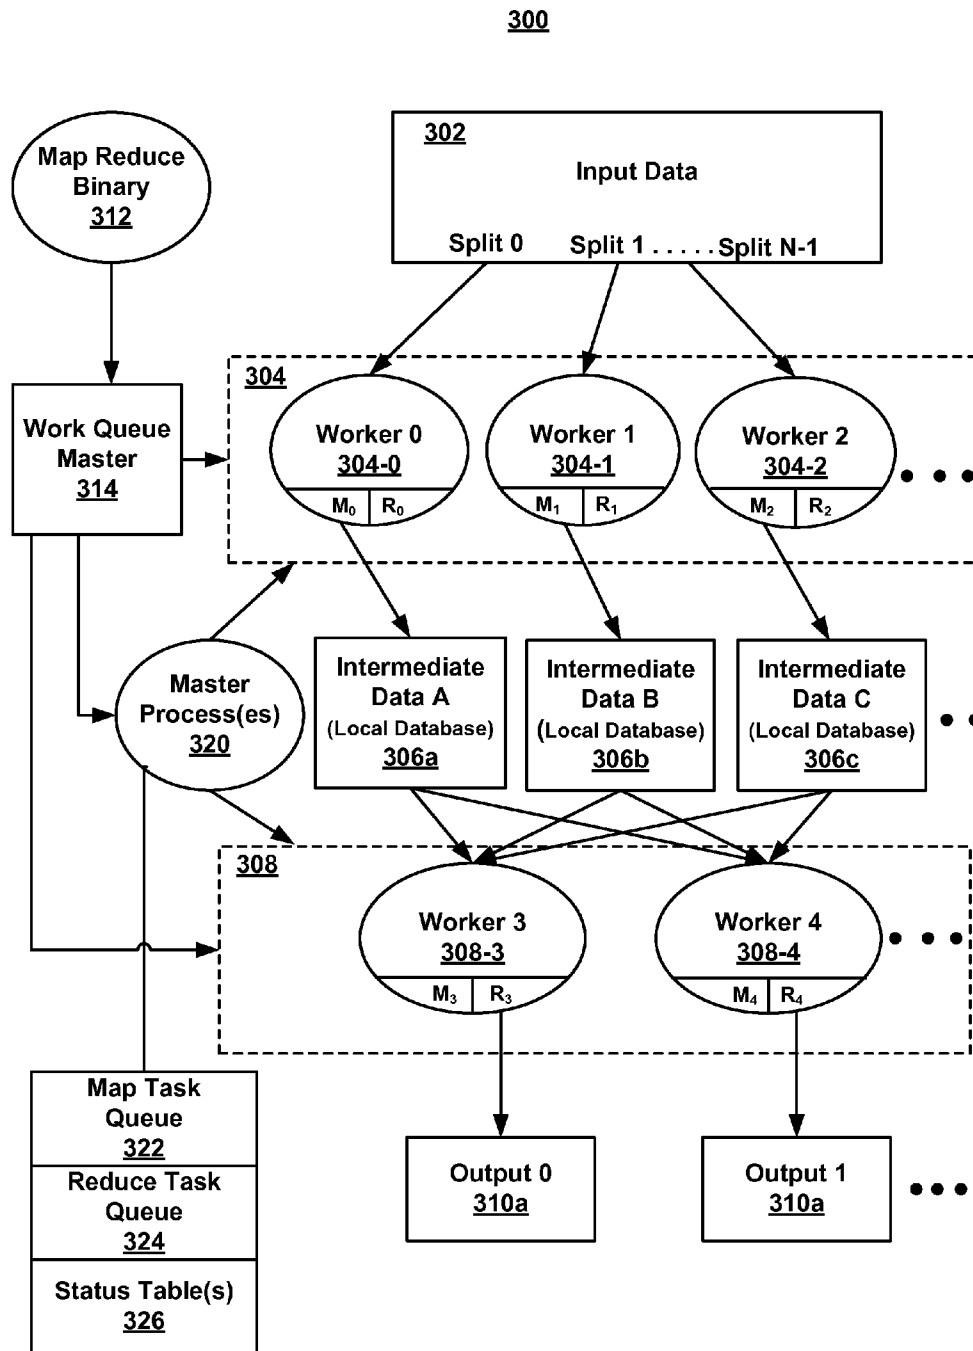 300
302
Input Data
Split 0 Split 1 . . . . . Split N-1
Map Reduce
Binary
312
304
Work Queue
Master
314
Worker 0
304-0
M₀ R₀
Worker 1
304-1
M₁ R₁
Worker 2
304-2
M₂ R₂
Master
Process(es)
320
Intermediate
Data A
(Local Database)
306a
Intermediate
Data B
(Local Database)
306b
Intermediate
Data C
(Local Database)
306c
308
Worker 3
308-3
M₃ R₃
Worker 4
308-4
M₄ R₄
Map Task
Queue
322
Reduce Task
Queue
324
Status Table(s)
326
Output 0
310a
Output 1
310a